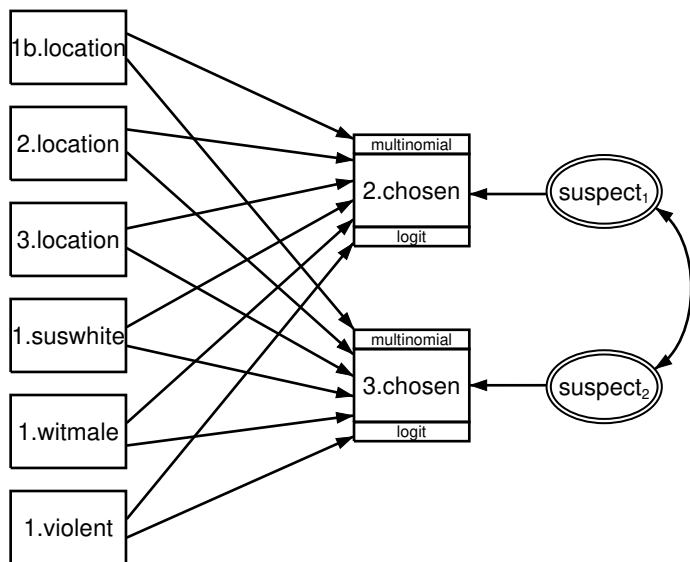 1b.location
2.location
3.location
1.suswhite
1.witmale
1.violent
multinomial
2.chosen
logit
multinomial
3.chosen
logit
suspect₁
suspect₂